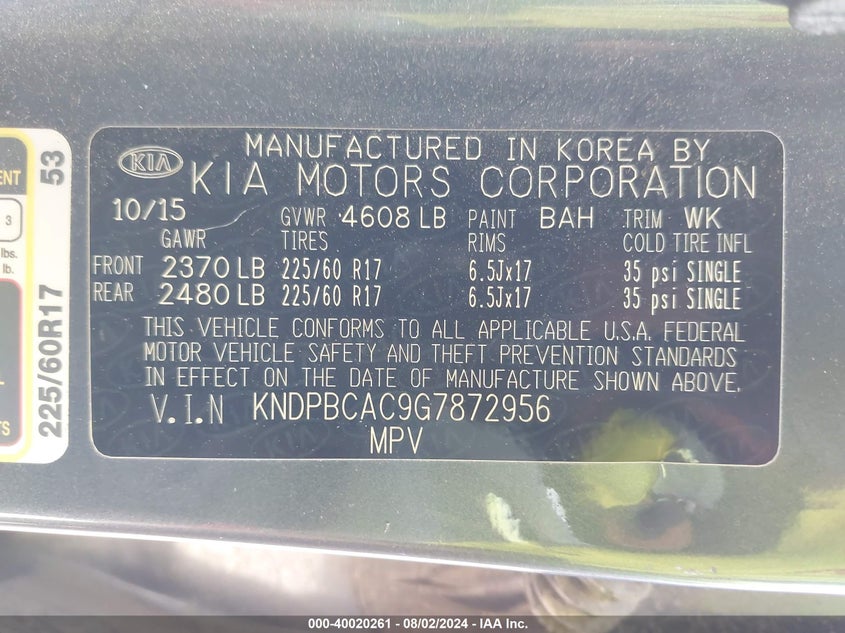 MANUFACTURED IN KOREA BY
KIA KIA MOTORS CORPORATION
10/15 GVWR 4608 LB PAINT BAH TRIM WK
GAWR TIRES RIMS COLD TIRE INFL
FRONT 2370 LB 225/60 R17 6.5Jx17 35 psi SINGLE
REAR 2480 LB 225/60 R17 6.5Jx17 35 psi SINGLE
THIS VEHICLE CONFORMS TO ALL APPLICABLE U.S.A. FEDERAL
MOTOR VEHICLE SAFETY AND THEFT PREVENTION STANDARDS
IN EFFECT ON THE DATE OF MANUFACTURE SHOWN ABOVE.
V.I.N KNDPBCAC9G7872956
MPV
53
225/60R17
3
lbs.
lb.
000-40020261 - 08/02/2024 - IAA Inc.